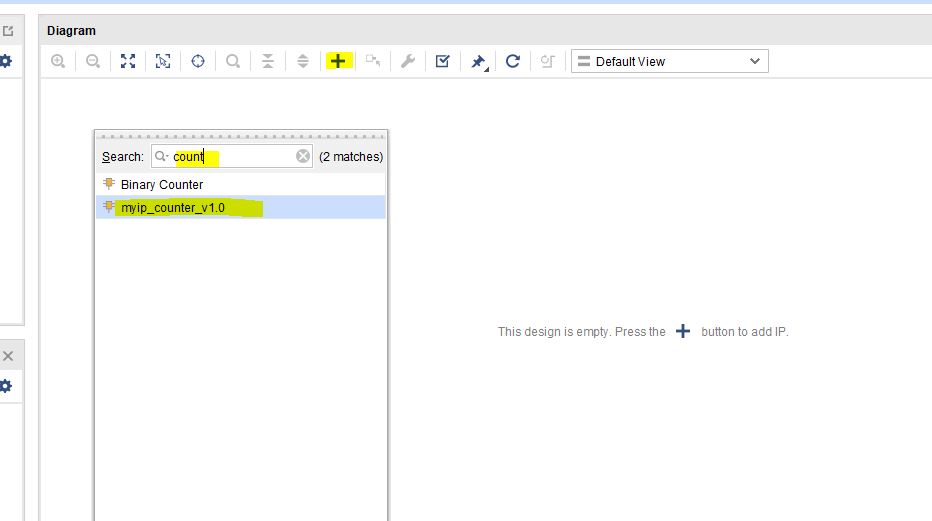 Diagram
Default View
Search: count (2 matches)
Binary Counter
myip_counter_v1.0
This design is empty. Press the + button to add IP.